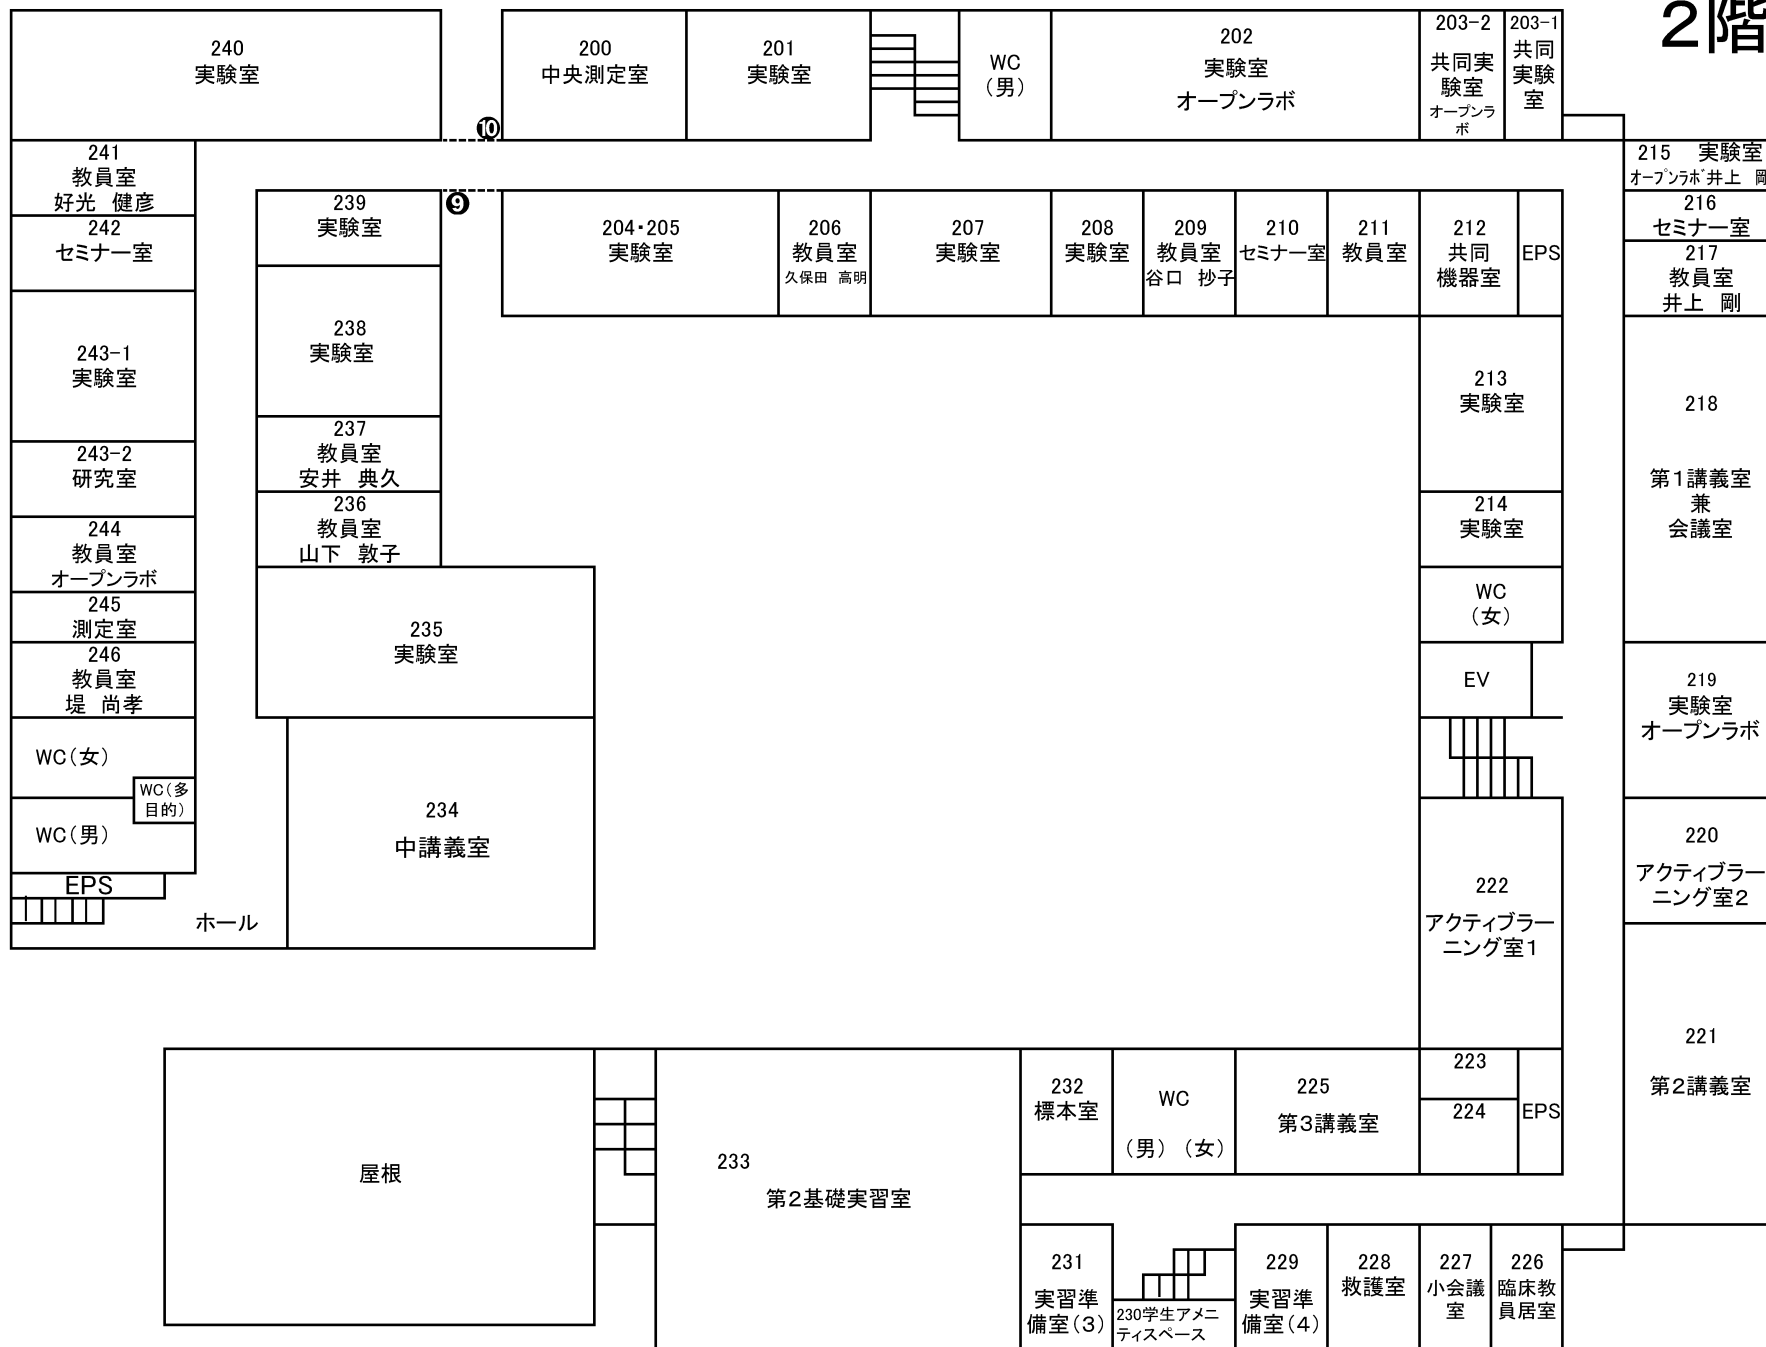 2階
240
実験室
200
中央測定室
201
実験室
WC
（男）
202
実験室
オープンラボ
203-2
共同実
験室
オープンラ
ボ
203-1
共同
実験
室
❿
❾
241
教員室
好光　健彦
242
セミナー室
243-1
実験室
243-2
研究室
244
教員室
オープンラボ
245
測定室
246
教員室
堤　尚孝
WC（女）
WC（多
目的）
WC（男）
EPS
ホール
239
実験室
238
実験室
237
教員室
安井　典久
236
教員室
山下　敦子
235
実験室
234
中講義室
204・205
実験室
206
教員室
久保田　高明
207
実験室
208
実験室
209
教員室
谷口　抄子
210
セミナー室
211
教員室
212
共同
機器室
EPS
213
実験室
214
実験室
WC
（女）
EV
222
アクティブラー
ニング室1
215　実験室
オープンラボ井上　剛
216
セミナー室
217
教員室
井上　剛
218
第1講義室
兼
会議室
219
実験室
オープンラボ
220
アクティブラー
ニング室2
221
第2講義室
屋根
233
第2基礎実習室
232
標本室
WC
（男）（女）
225
第3講義室
223
224
EPS
231
実習準
備室（3）
230学生アメニ
ティスペース
229
実習準
備室（4）
228
救護室
227
小会議
室
226
臨床教
員居室